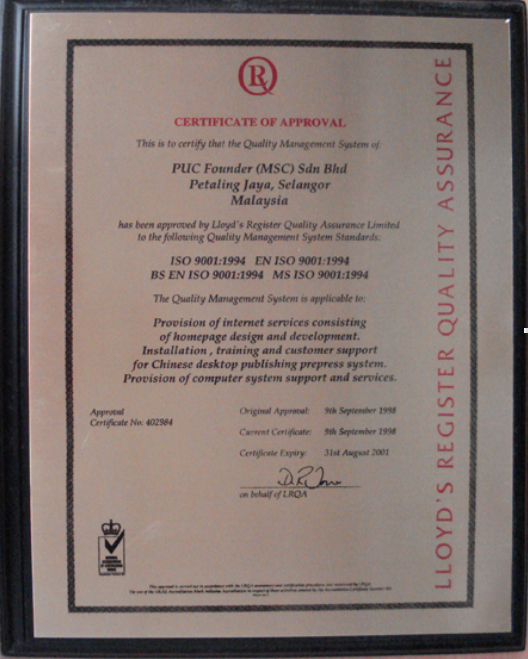 R
CERTIFICATE OF APPROVAL
This is to certify that the Quality Management System of:
PUC Founder (MSC) Sdn Bhd
Petaling Jaya, Selangor
Malaysia
has been approved by Lloyd's Register Quality Assurance Limited
to the following Quality Management System Standards:
ISO 9001:1994 EN ISO 9001:1994
BS EN ISO 9001:1994 MS ISO 9001:1994
The Quality Management System is applicable to:
Provision of internet services consisting
of homepage design and development.
Installation , training and customer support
for Chinese desktop publishing prepress system.
Provision of computer system support and services.
Approval
Certificate No: 402984
Original Approval: 9th September 1998
Current Certificate: 9th September 1998
Certificate Expiry: 31st August 2001
on behalf of LRQA
LLOYD'S REGISTER QUALITY ASSURANCE